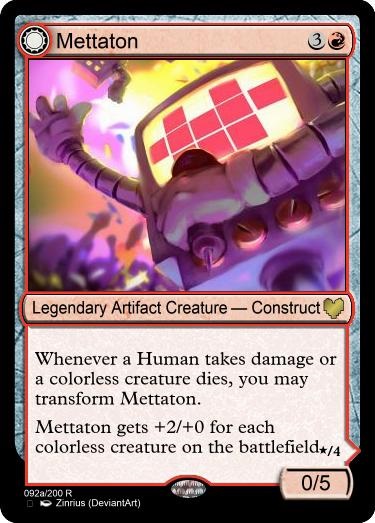 Mettaton 3
Legendary Artifact Creature — Construct
Whenever a Human takes damage or
a colorless creature dies, you may
transform Mettaton.
Mettaton gets +2/+0 for each
colorless creature on the battlefield.
★/4
0/5
092a/200 R
Zinrius (DeviantArt)